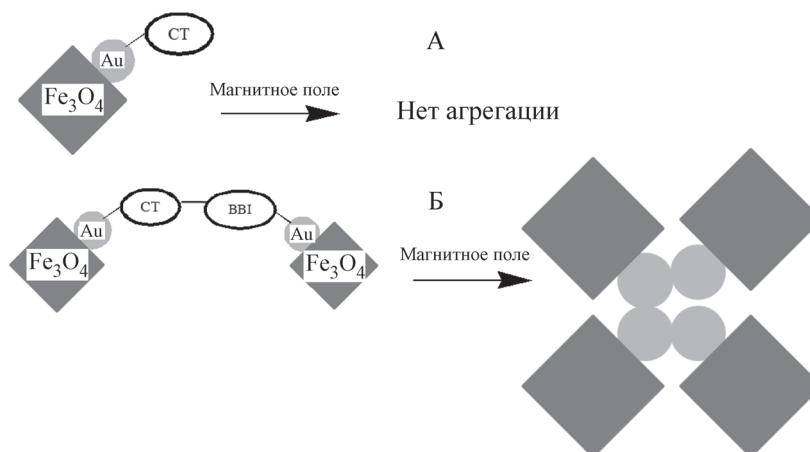 CT
А
Au
Fe3O4
Магнитное поле
Нет агрегации
CT
BBI
Б
Au
Au
Fe3O4
Fe3O4
Магнитное поле